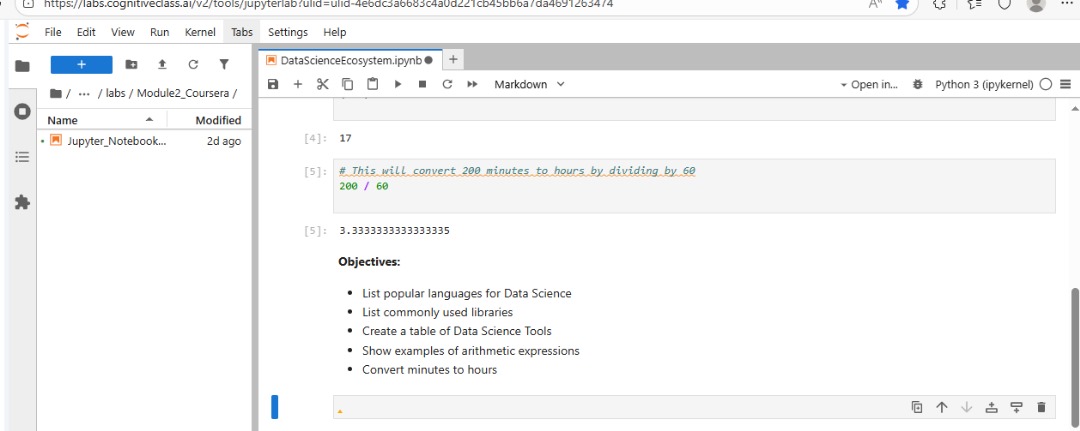 https://labs.cognitiveclass.ai/v2/tools/jupyterlab?ulid=ulid-4e6dc3a6683c4a0d221cb45bb6a7da4691263474
File Edit View Run Kernel Tabs Settings Help
DataScienceEcosystem.ipynb
Markdown
Open in...
Python 3 (ipykernel)
/ ... / labs / Module2_Coursera /
Name Modified
Jupyter_Notebook... 2d ago
[4]: 17
[5]: # This will convert 200 minutes to hours by dividing by 60
200 / 60
[5]: 3.3333333333333335
Objectives:
• List popular languages for Data Science
• List commonly used libraries
• Create a table of Data Science Tools
• Show examples of arithmetic expressions
• Convert minutes to hours